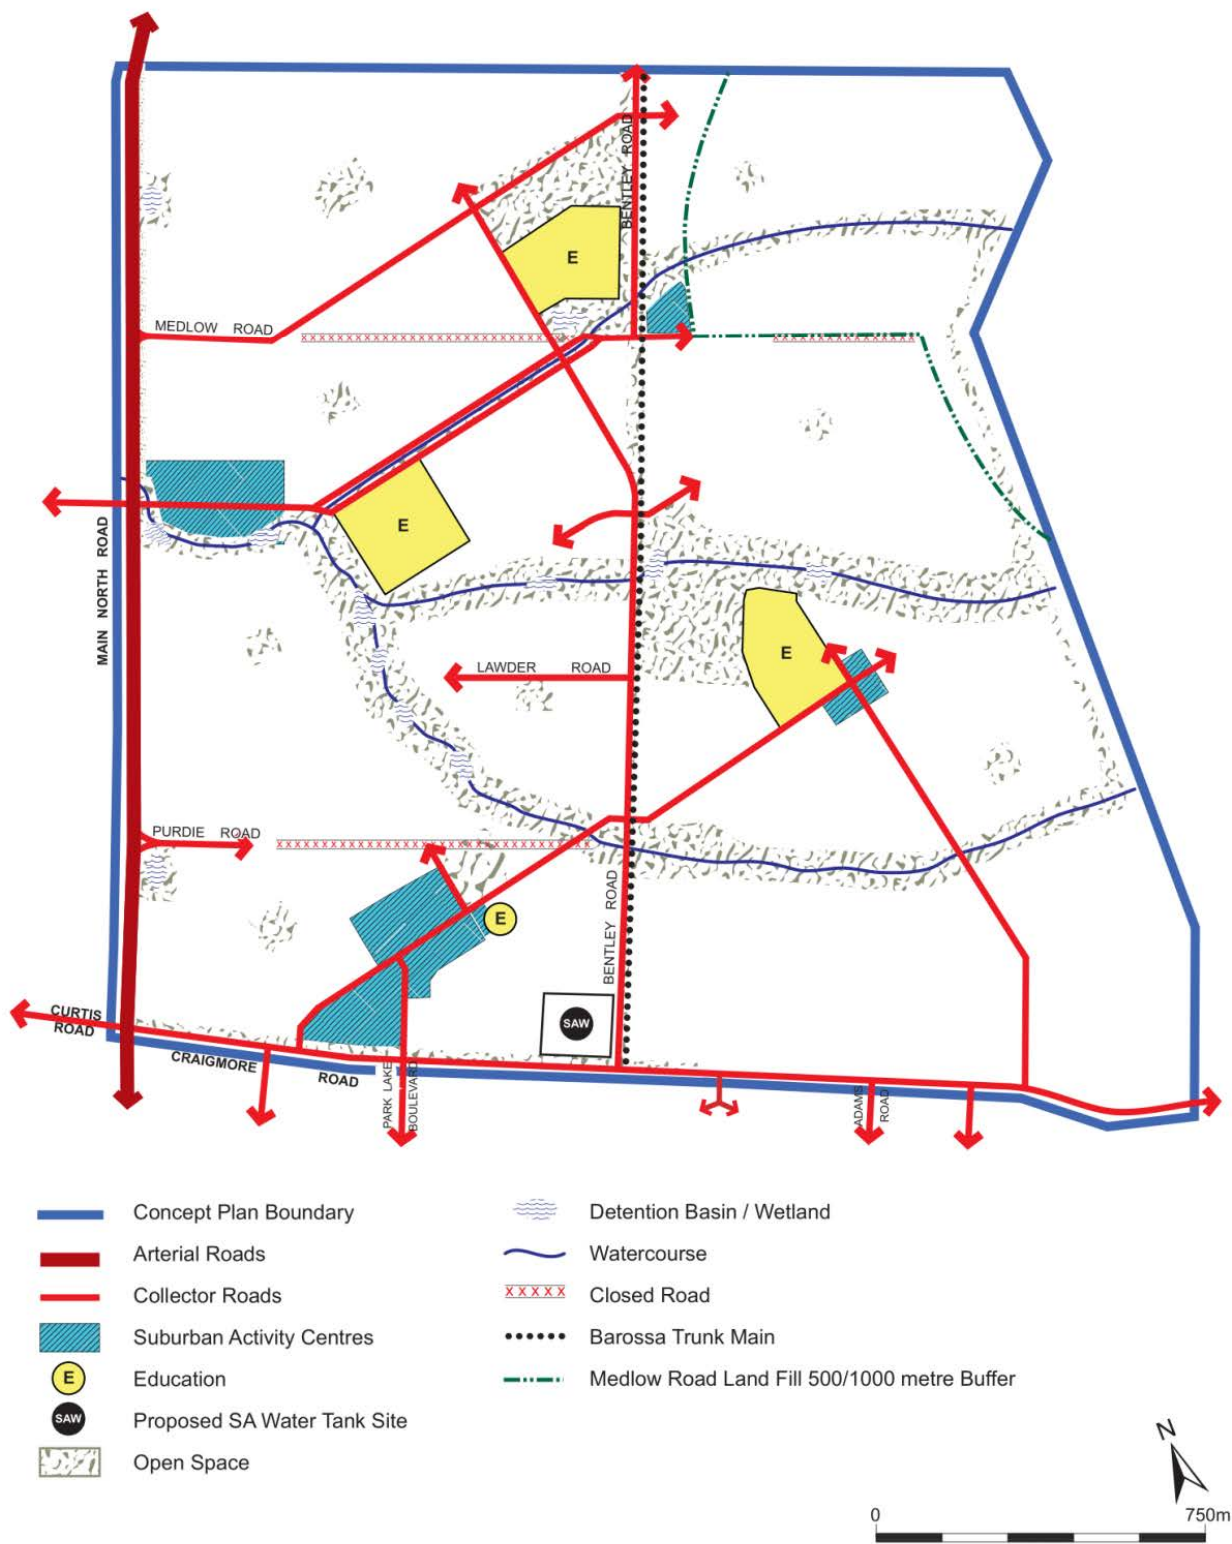 BENTLEY ROAD
E
MEDLOW ROAD
E
MAIN NORTH ROAD
E
LAWDER ROAD
PURDIE ROAD
E
BENTLEY ROAD
SAW
CURTIS
ROAD
CRAIGMORE
ROAD
PARK LAKE
BOULEVARD
ADAMS
ROAD
Concept Plan Boundary
Arterial Roads
Collector Roads
Suburban Activity Centres
E Education
SAW Proposed SA Water Tank Site
Open Space
Detention Basin / Wetland
Watercourse
XXXXX Closed Road
Barossa Trunk Main
Medlow Road Land Fill 500/1000 metre Buffer
N
0 750m